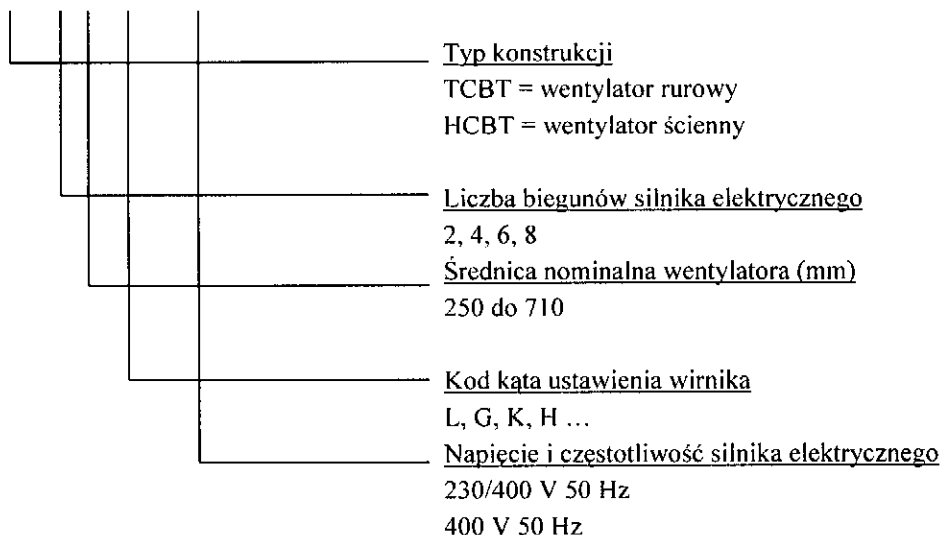 Typ konstrukcji
TCBT = wentylator rurowy
HCBT = wentylator ścienny
Liczba biegunów silnika elektrycznego
2, 4, 6, 8
Średnica nominalna wentylatora (mm)
250 do 710
Kod kąta ustawienia wirnika
L, G, K, H ...
Napięcie i częstotliwość silnika elektrycznego
230/400 V 50 Hz
400 V 50 Hz